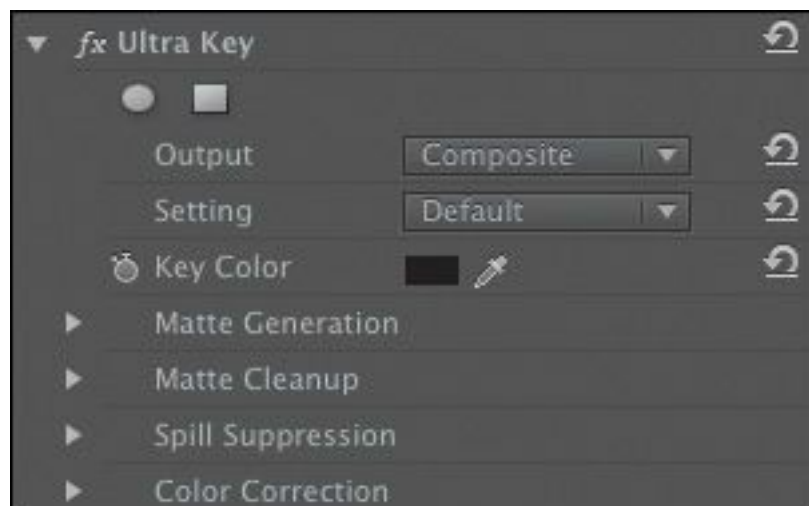 fx Ultra Key
Output Composite
Setting Default
Key Color
Matte Generation
Matte Cleanup
Spill Suppression
Color Correction